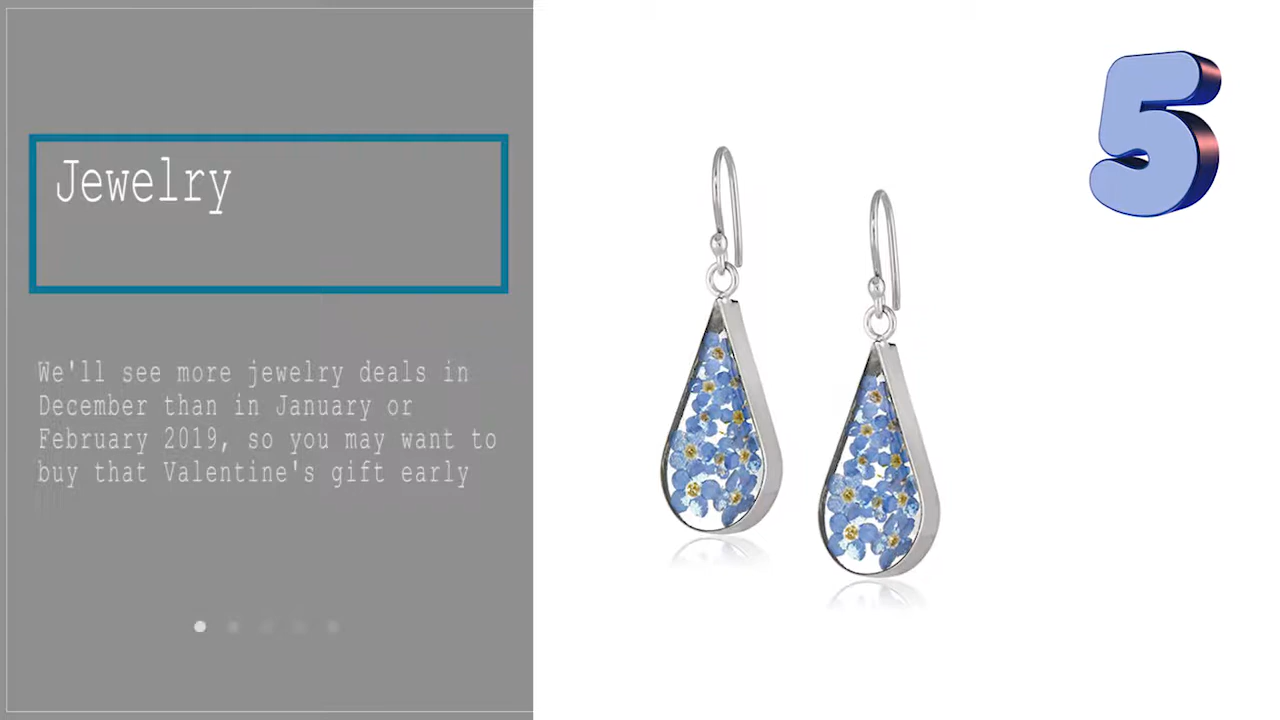 Jewelry
We'll see more jewelry deals in
December than in January or
February 2019, so you may want to
buy that Valentine's gift early
5